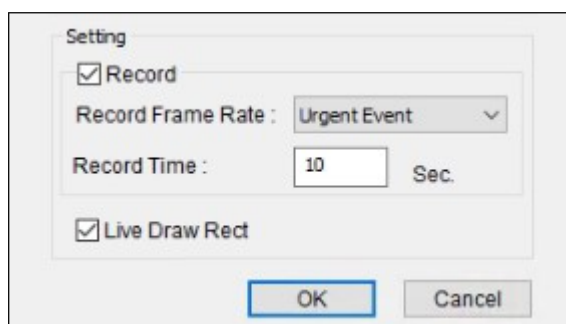 Setting
Record
Record Frame Rate : Urgent Event
Record Time : 10 Sec.
Live Draw Rect
OK Cancel